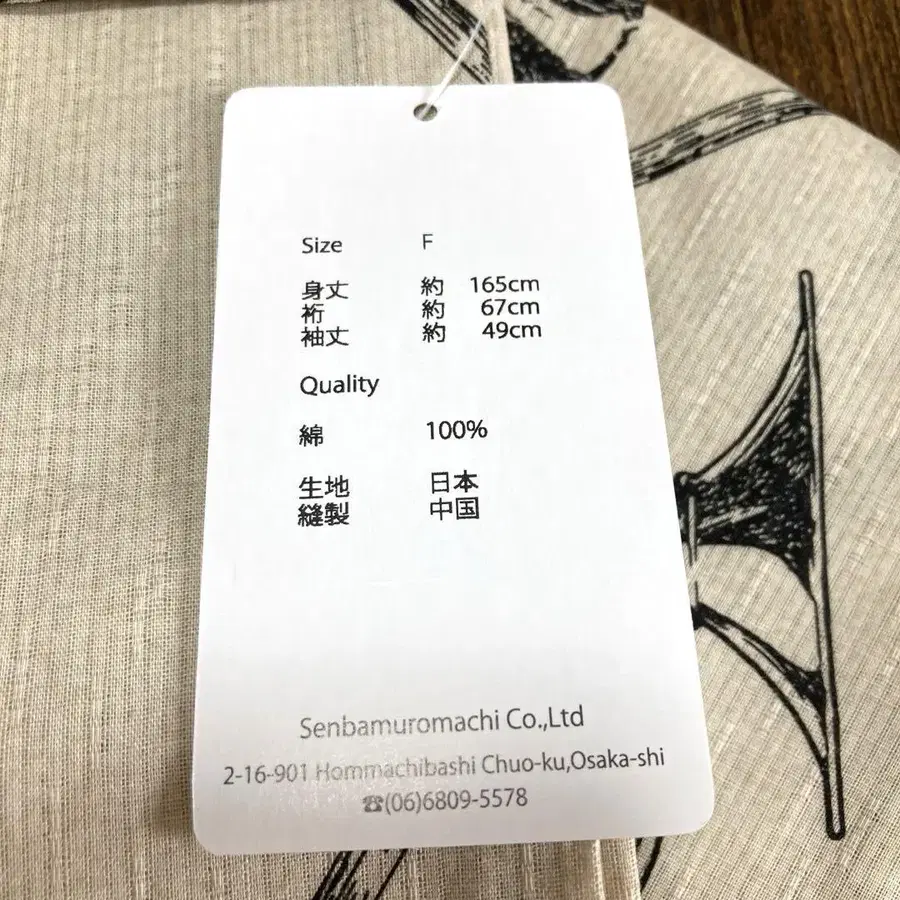 Size F
身丈 約 165cm
裄 約 67cm
袖丈 約 49cm
Quality
綿 100%
生地 日本
縫製 中国
Senbamuromachi Co.,Ltd
2-16-901 Hommachibashi Chuo-ku,Osaka-shi
☎(06)6809-5578